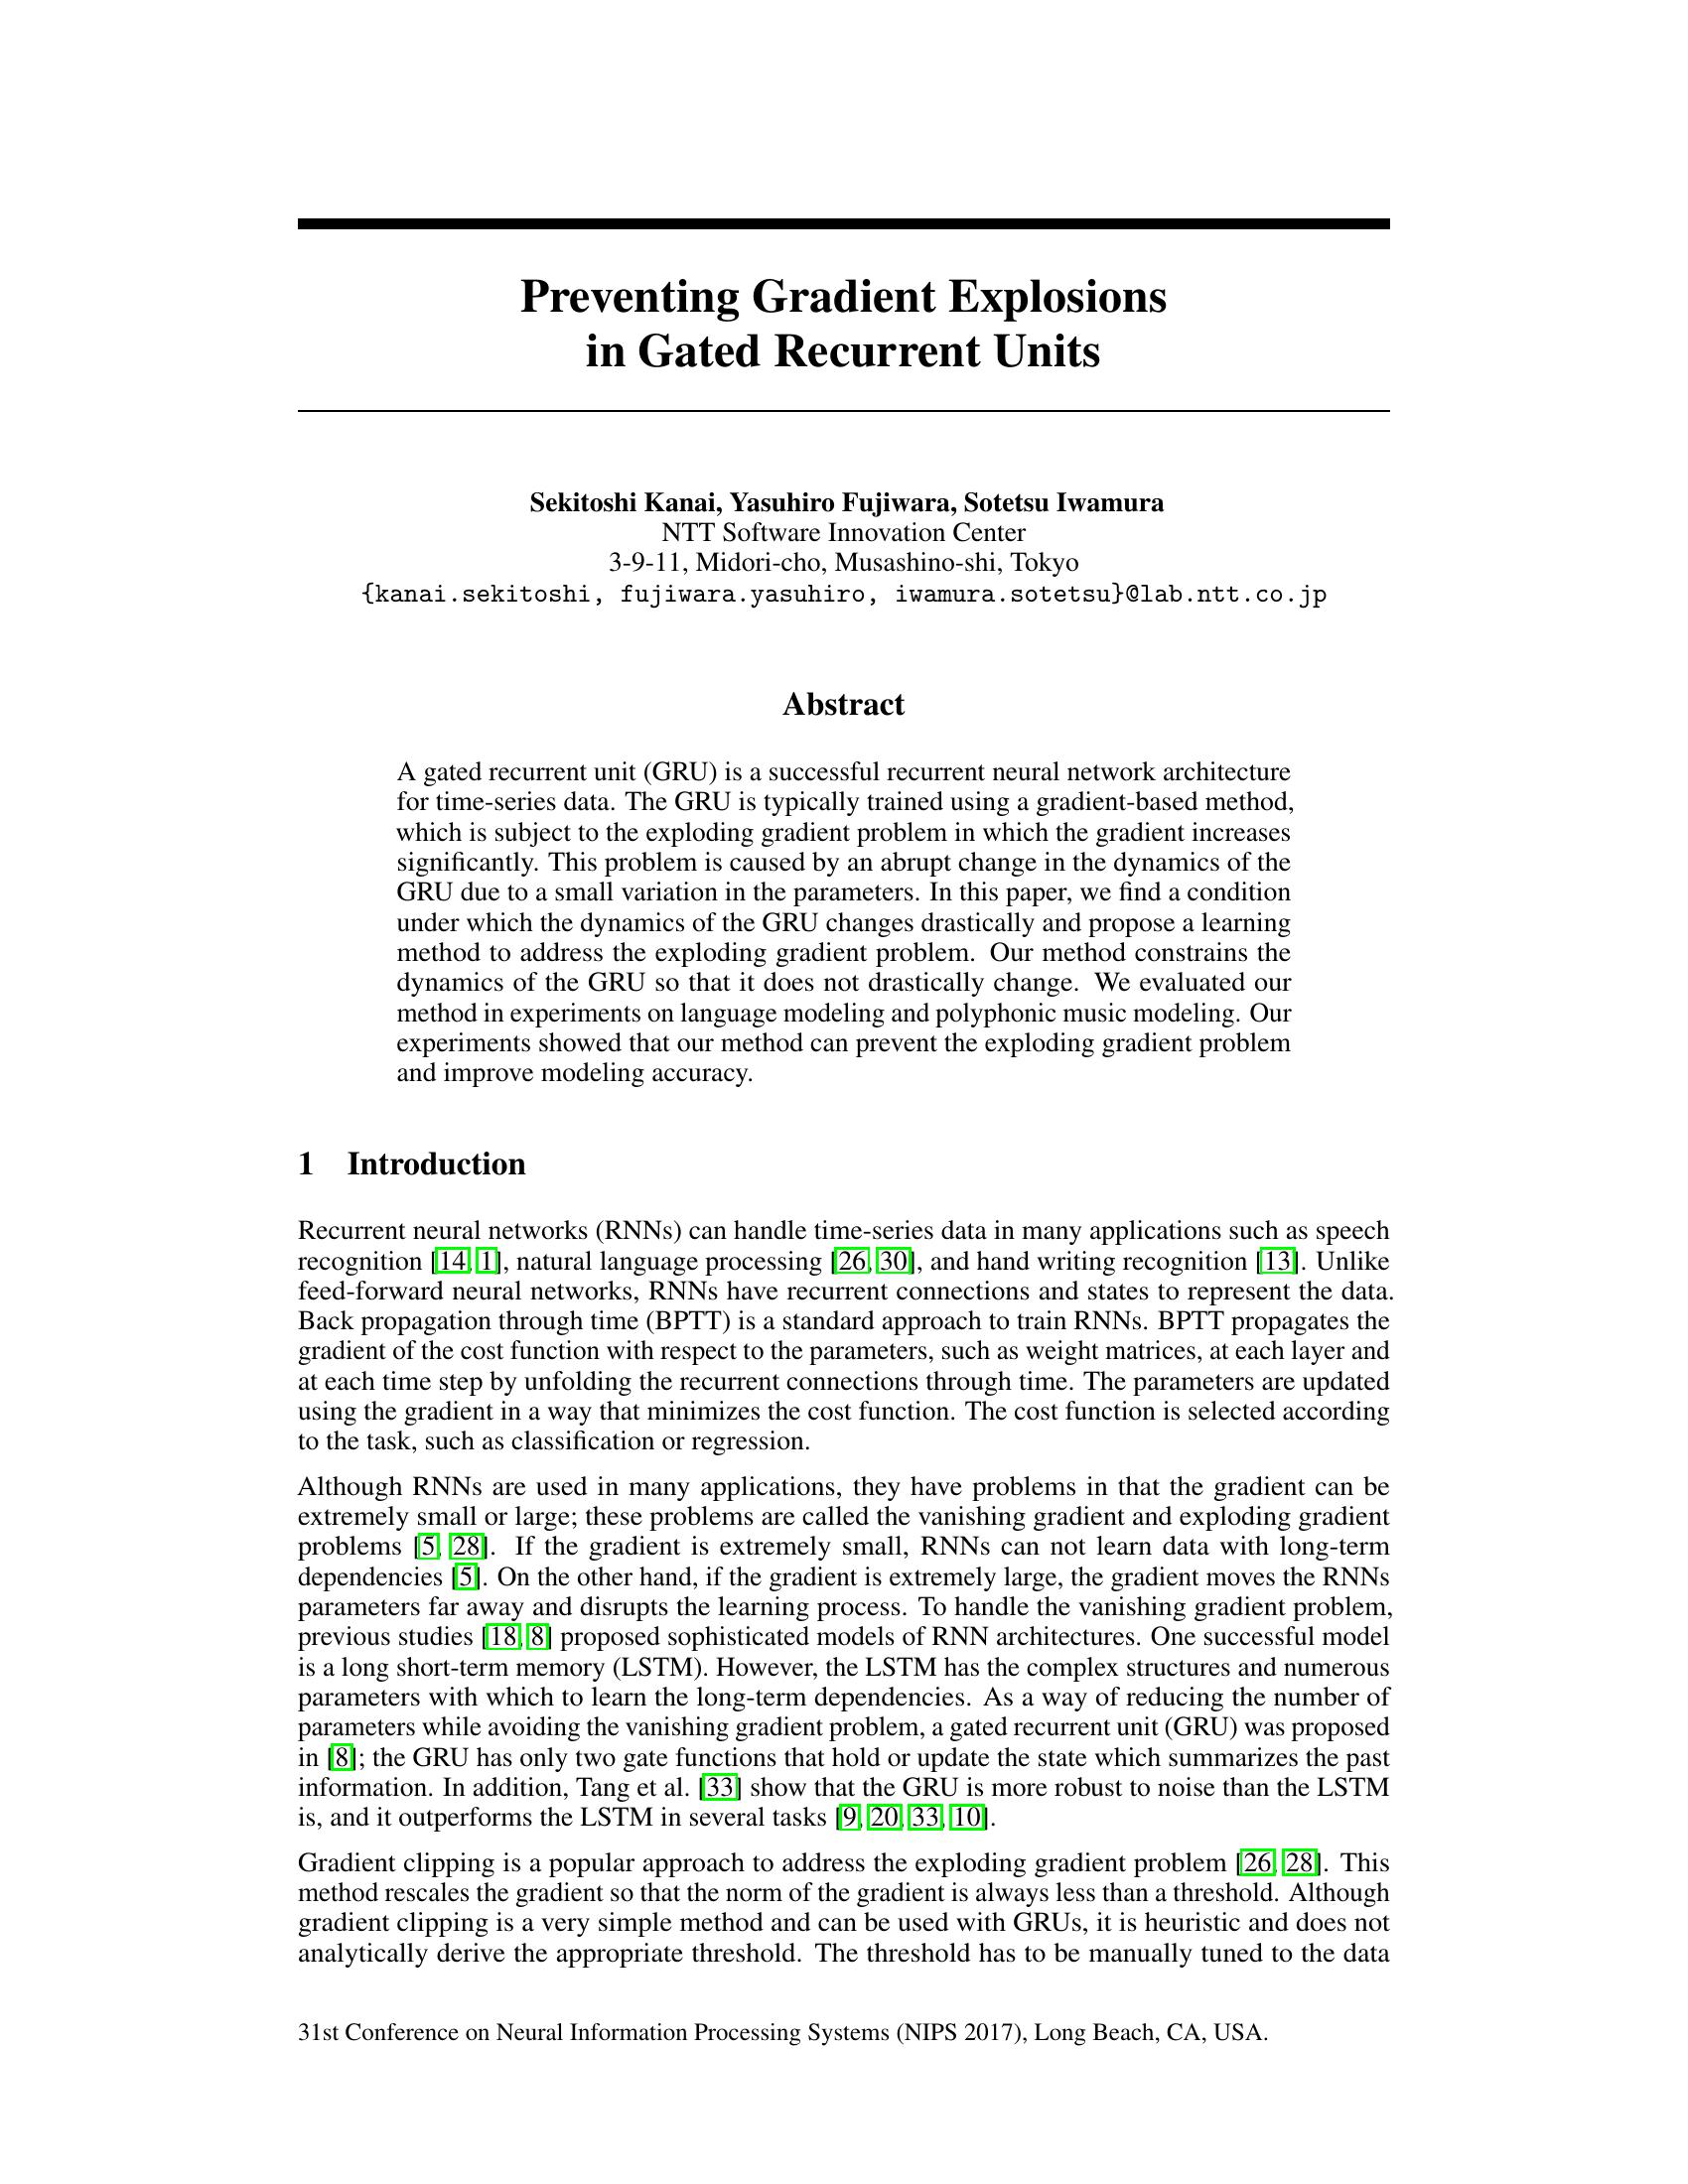 Preventing Gradient Explosions
in Gated Recurrent Units
Sekitoshi Kanai, Yasuhiro Fujiwara, Sotetsu Iwamura
NTT Software Innovation Center
3-9-11, Midori-cho, Musashino-shi, Tokyo
{kanai.sekitoshi, fujiwara.yasuhiro, iwamura.sotetsu}@lab.ntt.co.jp
Abstract
A gated recurrent unit (GRU) is a successful recurrent neural network architecture
for time-series data. The GRU is typically trained using a gradient-based method,
which is subject to the exploding gradient problem in which the gradient increases
significantly. This problem is caused by an abrupt change in the dynamics of the
GRU due to a small variation in the parameters. In this paper, we find a condition
under which the dynamics of the GRU changes drastically and propose a learning
method to address the exploding gradient problem. Our method constrains the
dynamics of the GRU so that it does not drastically change. We evaluated our
method in experiments on language modeling and polyphonic music modeling. Our
experiments showed that our method can prevent the exploding gradient problem
and improve modeling accuracy.
1 Introduction
Recurrent neural networks (RNNs) can handle time-series data in many applications such as speech
recognition [14, 1], natural language processing [26, 30], and hand writing recognition [13]. Unlike
feed-forward neural networks, RNNs have recurrent connections and states to represent the data.
Back propagation through time (BPTT) is a standard approach to train RNNs. BPTT propagates the
gradient of the cost function with respect to the parameters, such as weight matrices, at each layer and
at each time step by unfolding the recurrent connections through time. The parameters are updated
using the gradient in a way that minimizes the cost function. The cost function is selected according
to the task, such as classification or regression.
Although RNNs are used in many applications, they have problems in that the gradient can be
extremely small or large; these problems are called the vanishing gradient and exploding gradient
problems [5, 28]. If the gradient is extremely small, RNNs can not learn data with long-term
dependencies [5]. On the other hand, if the gradient is extremely large, the gradient moves the RNNs
parameters far away and disrupts the learning process. To handle the vanishing gradient problem,
previous studies [18, 8] proposed sophisticated models of RNN architectures. One successful model
is a long short-term memory (LSTM). However, the LSTM has the complex structures and numerous
parameters with which to learn the long-term dependencies. As a way of reducing the number of
parameters while avoiding the vanishing gradient problem, a gated recurrent unit (GRU) was proposed
in [8]; the GRU has only two gate functions that hold or update the state which summarizes the past
information. In addition, Tang et al. [33] show that the GRU is more robust to noise than the LSTM
is, and it outperforms the LSTM in several tasks [9, 20, 33, 10].
Gradient clipping is a popular approach to address the exploding gradient problem [26, 28]. This
method rescales the gradient so that the norm of the gradient is always less than a threshold. Although
gradient clipping is a very simple method and can be used with GRUs, it is heuristic and does not
analytically derive the appropriate threshold. The threshold has to be manually tuned to the data
31st Conference on Neural Information Processing Systems (NIPS 2017), Long Beach, CA, USA.